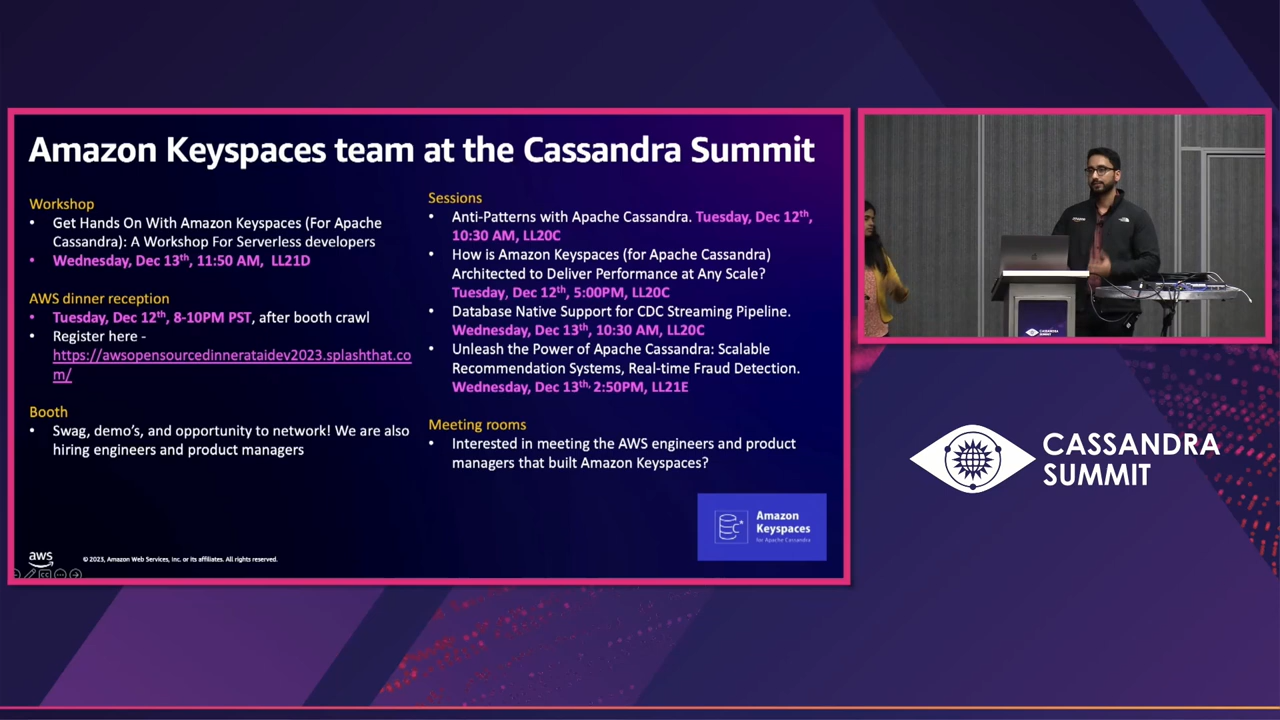 Amazon Keyspaces team at the Cassandra Summit
Workshop
• Get Hands On With Amazon Keyspaces (For Apache
Cassandra): A Workshop For Serverless developers
• Wednesday, Dec 13th, 11:50 AM, LL21D
AWS dinner reception
• Tuesday, Dec 12th, 8-10PM PST, after booth crawl
• Register here -
https://awsopensourcedinnerataidev2023.splashthat.co
m/
Booth
• Swag, demo's, and opportunity to network! We are also
hiring engineers and product managers
Sessions
• Anti-Patterns with Apache Cassandra. Tuesday, Dec 12th,
10:30 AM, LL20C
• How is Amazon Keyspaces (for Apache Cassandra)
Architected to Deliver Performance at Any Scale?
Tuesday, Dec 12th, 5:00PM, LL20C
• Database Native Support for CDC Streaming Pipeline.
Wednesday, Dec 13th, 10:30 AM, LL20C
• Unleash the Power of Apache Cassandra: Scalable
Recommendation Systems, Real-time Fraud Detection.
Wednesday, Dec 13th, 2:50PM, LL21E
Meeting rooms
• Interested in meeting the AWS engineers and product
managers that built Amazon Keyspaces?
Amazon
Keyspaces
for Apache Cassandra
aws
© 2023, Amazon Web Services, Inc. or its affiliates. All rights reserved.
CASSANDRA
SUMMIT